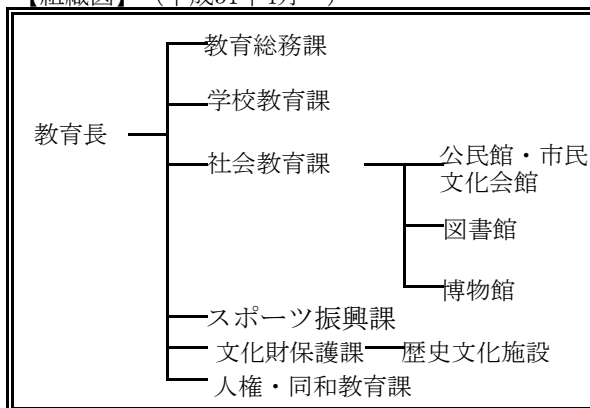 教育総務課
学校教育課
教育長
社会教育課
公民館・市民
文化会館
図書館
博物館
スポーツ振興課
文化財保護課
歴史文化施設
人権・同和教育課